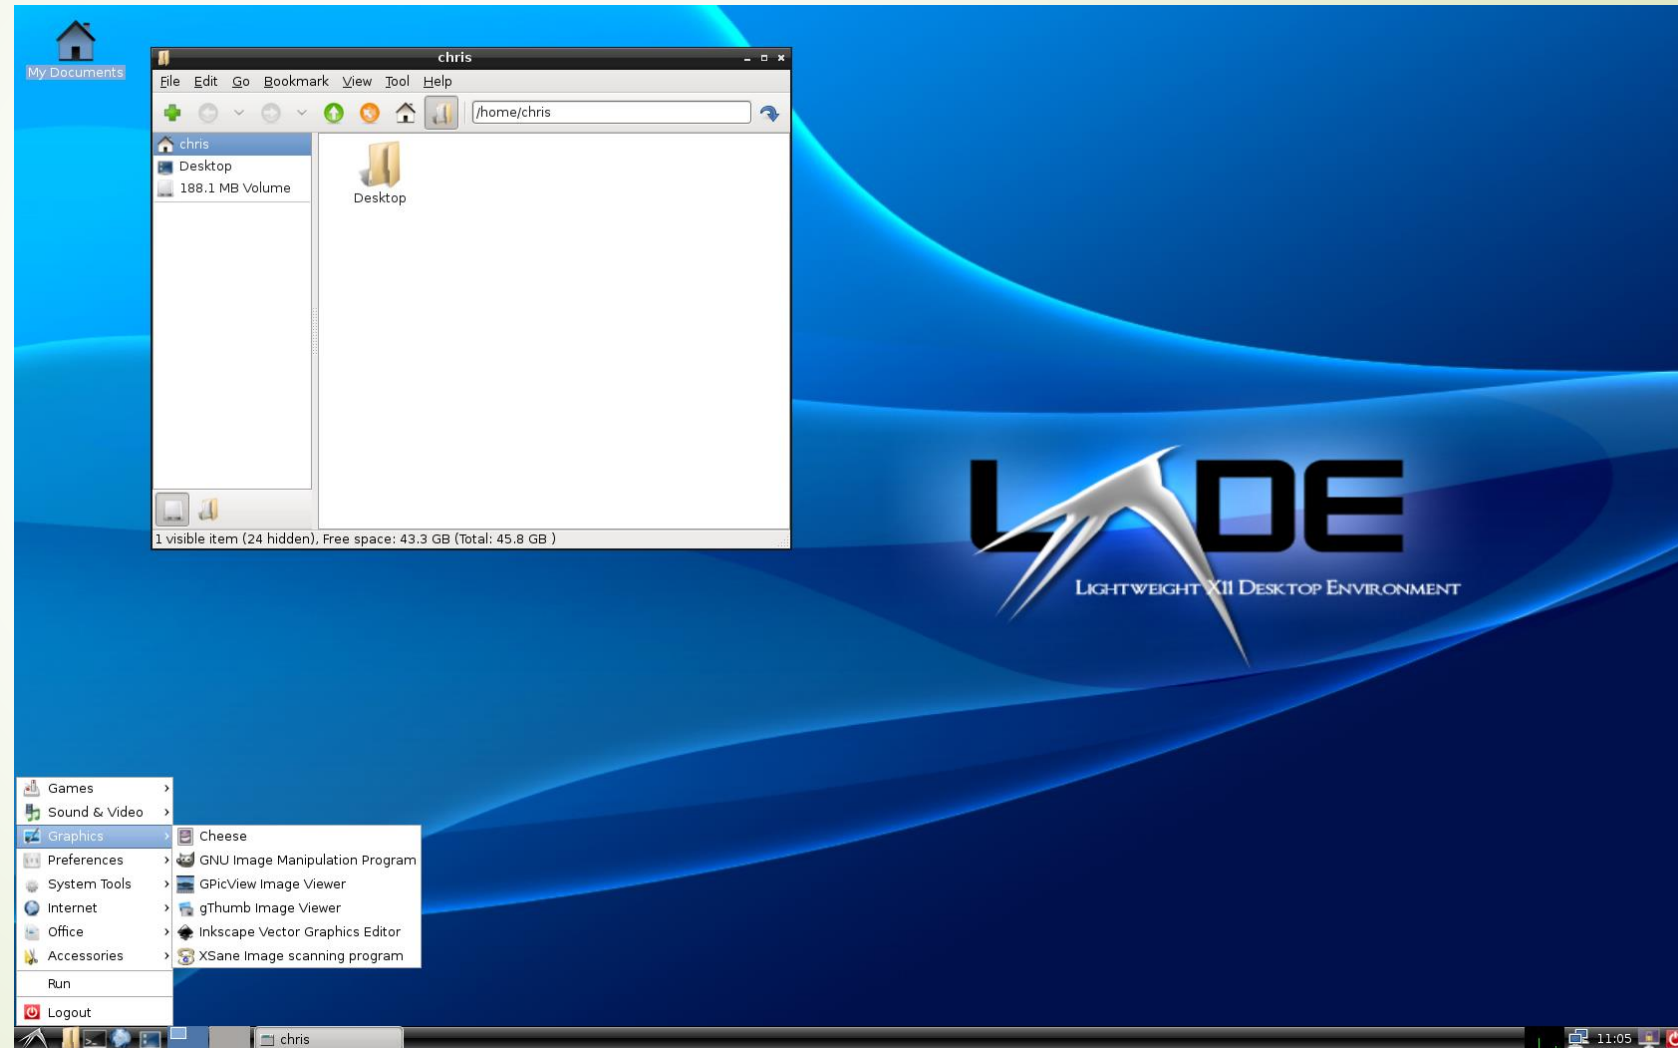 My Documents
chris
File Edit Go Bookmark View Tool Help
/home/chris
chris
Desktop
188.1 MB Volume
Desktop
1 visible item (24 hidden), Free space: 43.3 GB (Total: 45.8 GB )
LXDE
LIGHTWEIGHT X11 DESKTOP ENVIRONMENT
Games
Sound & Video
Graphics
Preferences
System Tools
Internet
Office
Accessories
Run
Logout
Cheese
GNU Image Manipulation Program
GPicView Image Viewer
gThumb Image Viewer
Inkscape Vector Graphics Editor
XSane Image scanning program
chris
11:05